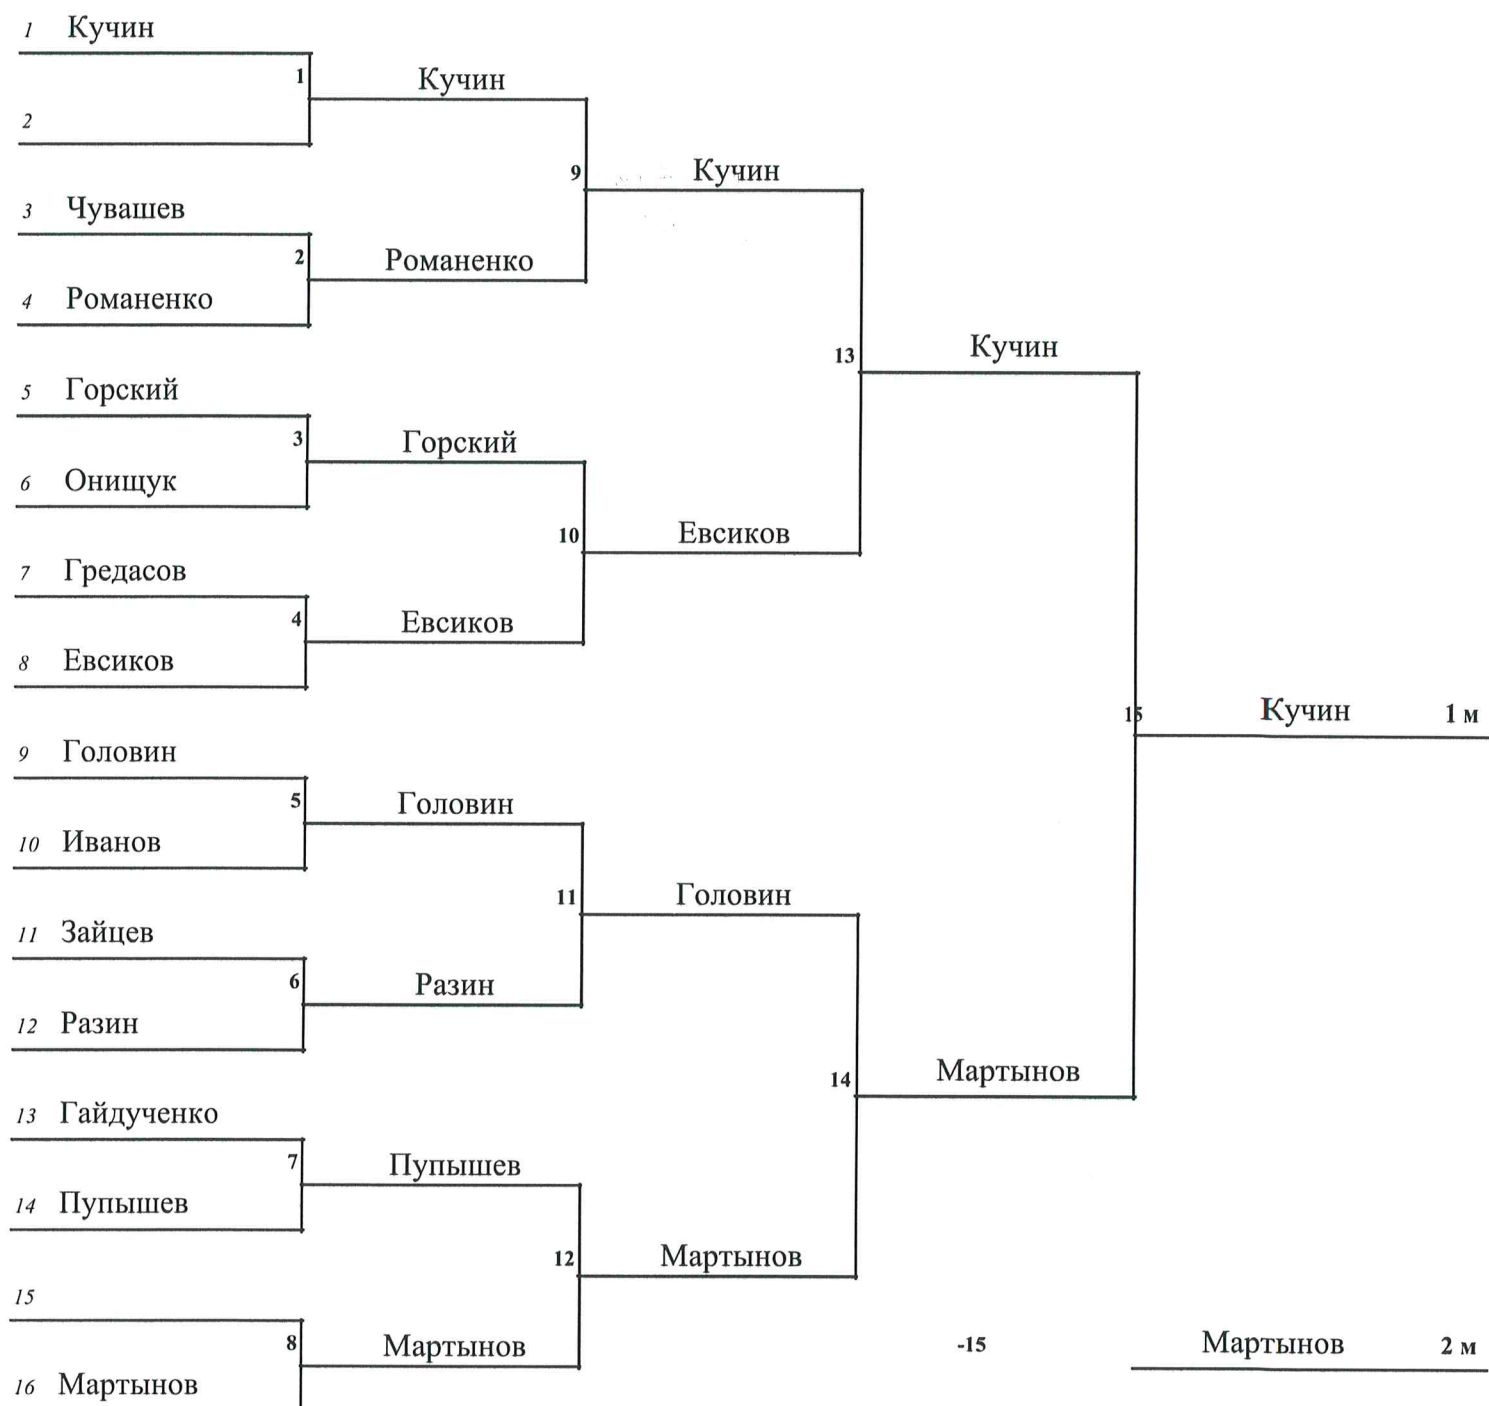 1 Кучин
1 Кучин
2
9 Кучин
3 Чувашев
2 Романенко
4 Романенко
13 Кучин
5 Горский
3 Горский
6 Онищук
10 Евсиков
7 Гредасов
4 Евсиков
8 Евсиков
15 Кучин 1 м
9 Головин
5 Головин
10 Иванов
11 Головин
11 Зайцев
6 Разин
12 Разин
14 Мартынов
13 Гайдученко
7 Пупышев
14 Пупышев
12 Мартынов
15
8 Мартынов -15 Мартынов 2 м
16 Мартынов